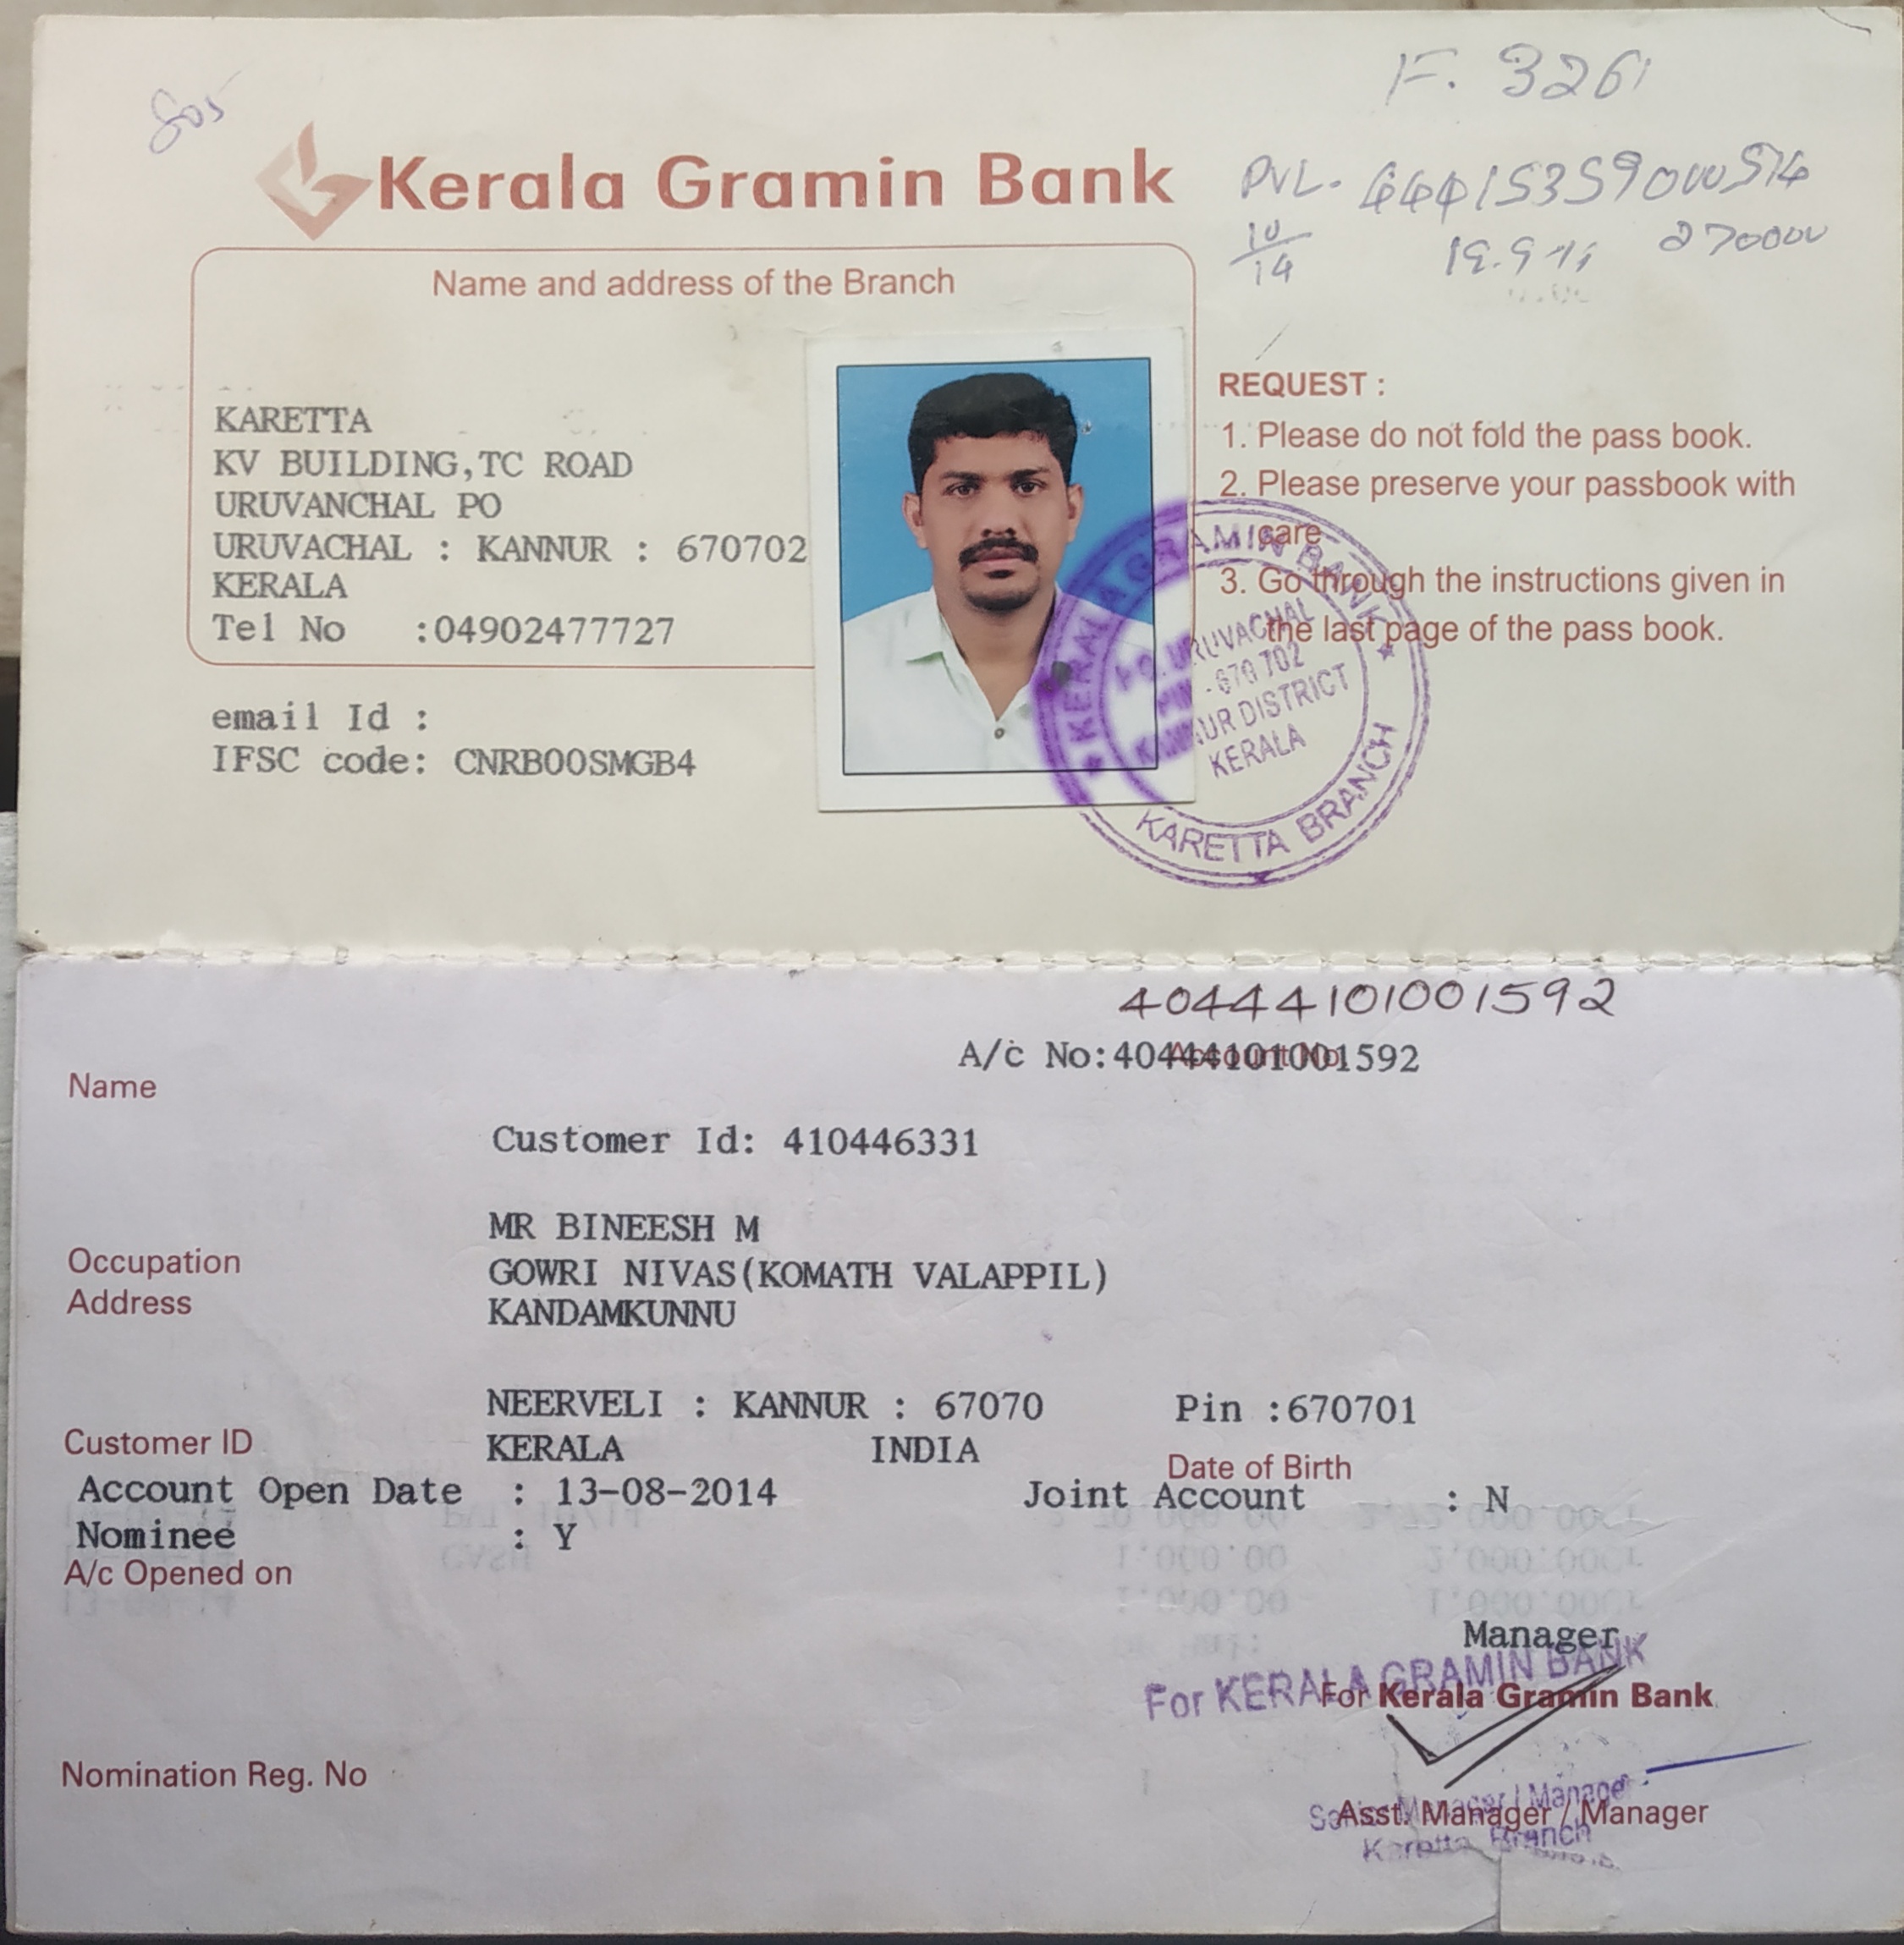 805
F. 3261
Kerala Gramin Bank
PVL.
10/14
270000
Name and address of the Branch
KARETTA
KV BUILDING,TC ROAD
URUVANCHAL PO
URUVACHAL : KANNUR : 670702
KERALA
Tel No :04902477727
email Id :
IFSC code: CNRB00SMGB4
REQUEST :
1. Please do not fold the pass book.
2. Please preserve your passbook with
care
3. Go through the instructions given in
the last page of the pass book.
KERALA GRAMIN BANK
P.O. URUVACHAL
PIN - 670 702
KANNUR DISTRICT
KERALA
KARETTA BRANCH
40444101001592
Account No.
A/c No:40444101001592
Name
Customer Id: 410446331
MR BINEESH M
Occupation
GOWRI NIVAS(KOMATH VALAPPIL)
Address
KANDAMKUNNU
NEERVELI : KANNUR : 67070 Pin :670701
Customer ID
KERALA INDIA
Date of Birth
Account Open Date : 13-08-2014 Joint Account : N
Nominee : Y
A/c Opened on
Manager
For KERALA GRAMIN BANK
For Kerala Gramin Bank
Nomination Reg. No
Senior Manager / Manager
Asst. Manager / Manager
Karetta Branch